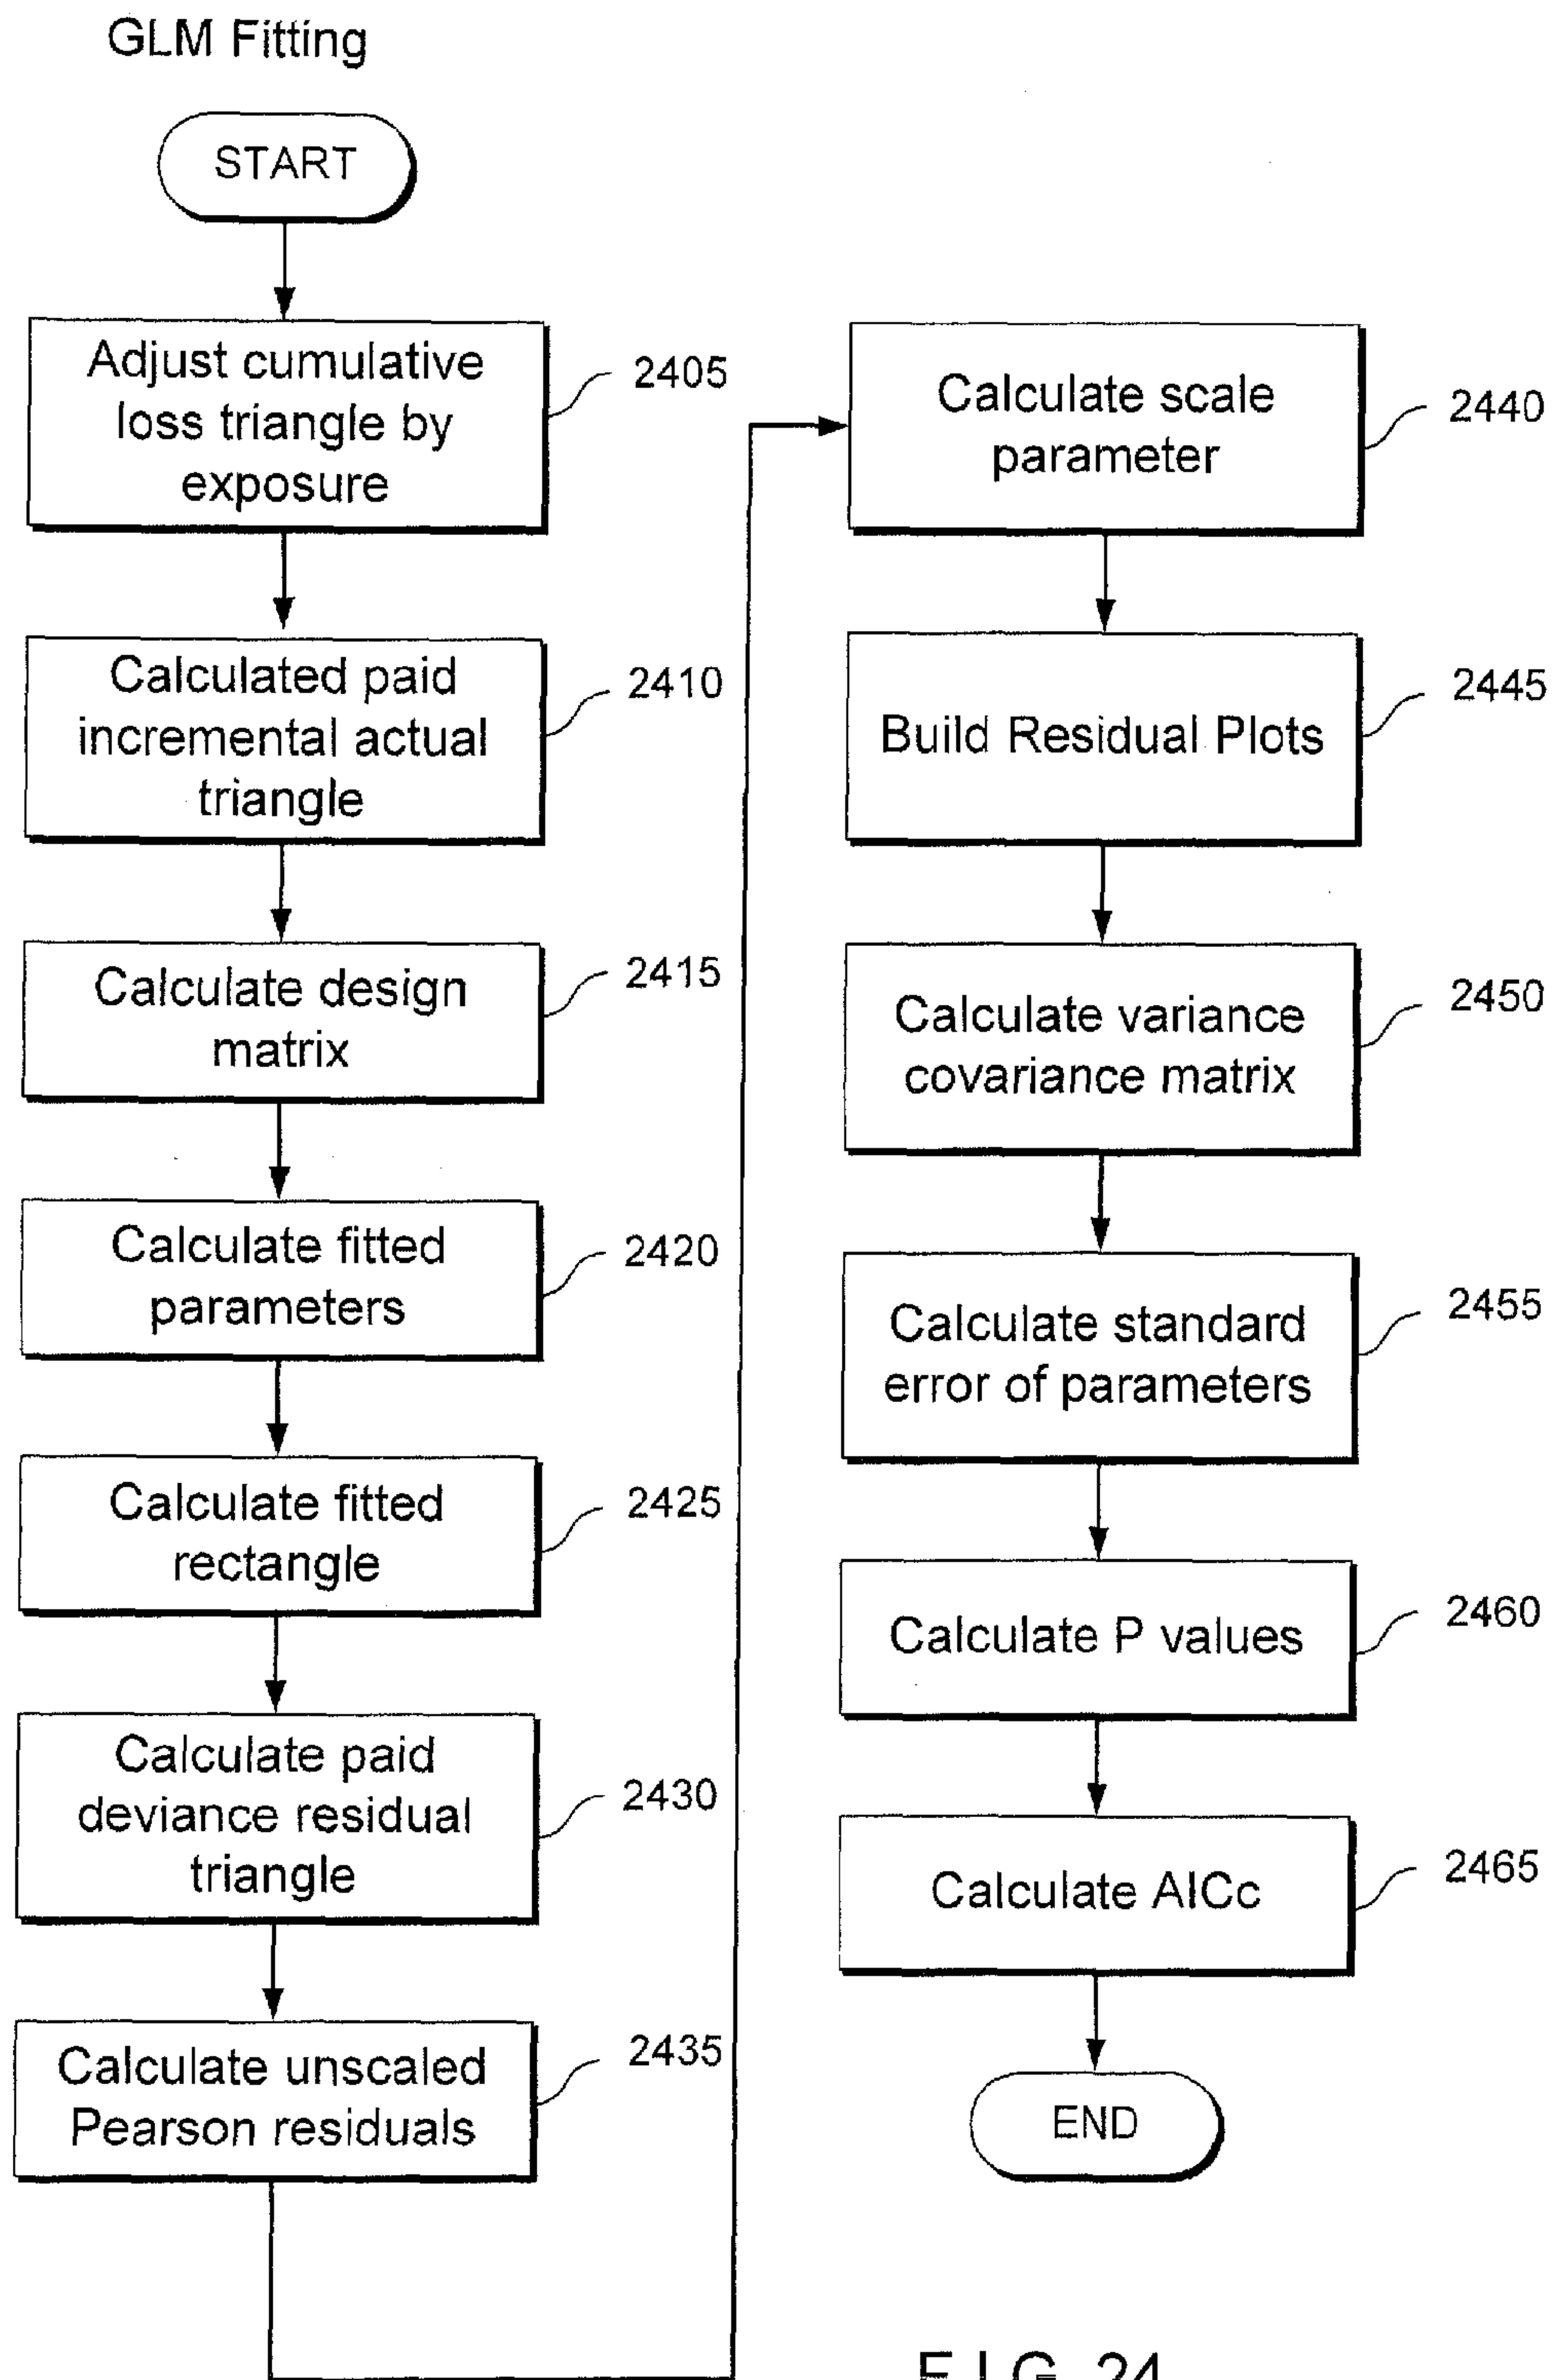 GLM Fitting
START
Adjust cumulative
loss triangle by
exposure
2405
Calculated paid
incremental actual
triangle
2410
Calculate design
matrix
2415
Calculate fitted
parameters
2420
Calculate fitted
rectangle
2425
Calculate paid
deviance residual
triangle
2430
Calculate unscaled
Pearson residuals
2435
Calculate scale
parameter
2440
Build Residual Plots
2445
Calculate variance
covariance matrix
2450
Calculate standard
error of parameters
2455
Calculate P values
2460
Calculate AICc
2465
END
FIG. 24